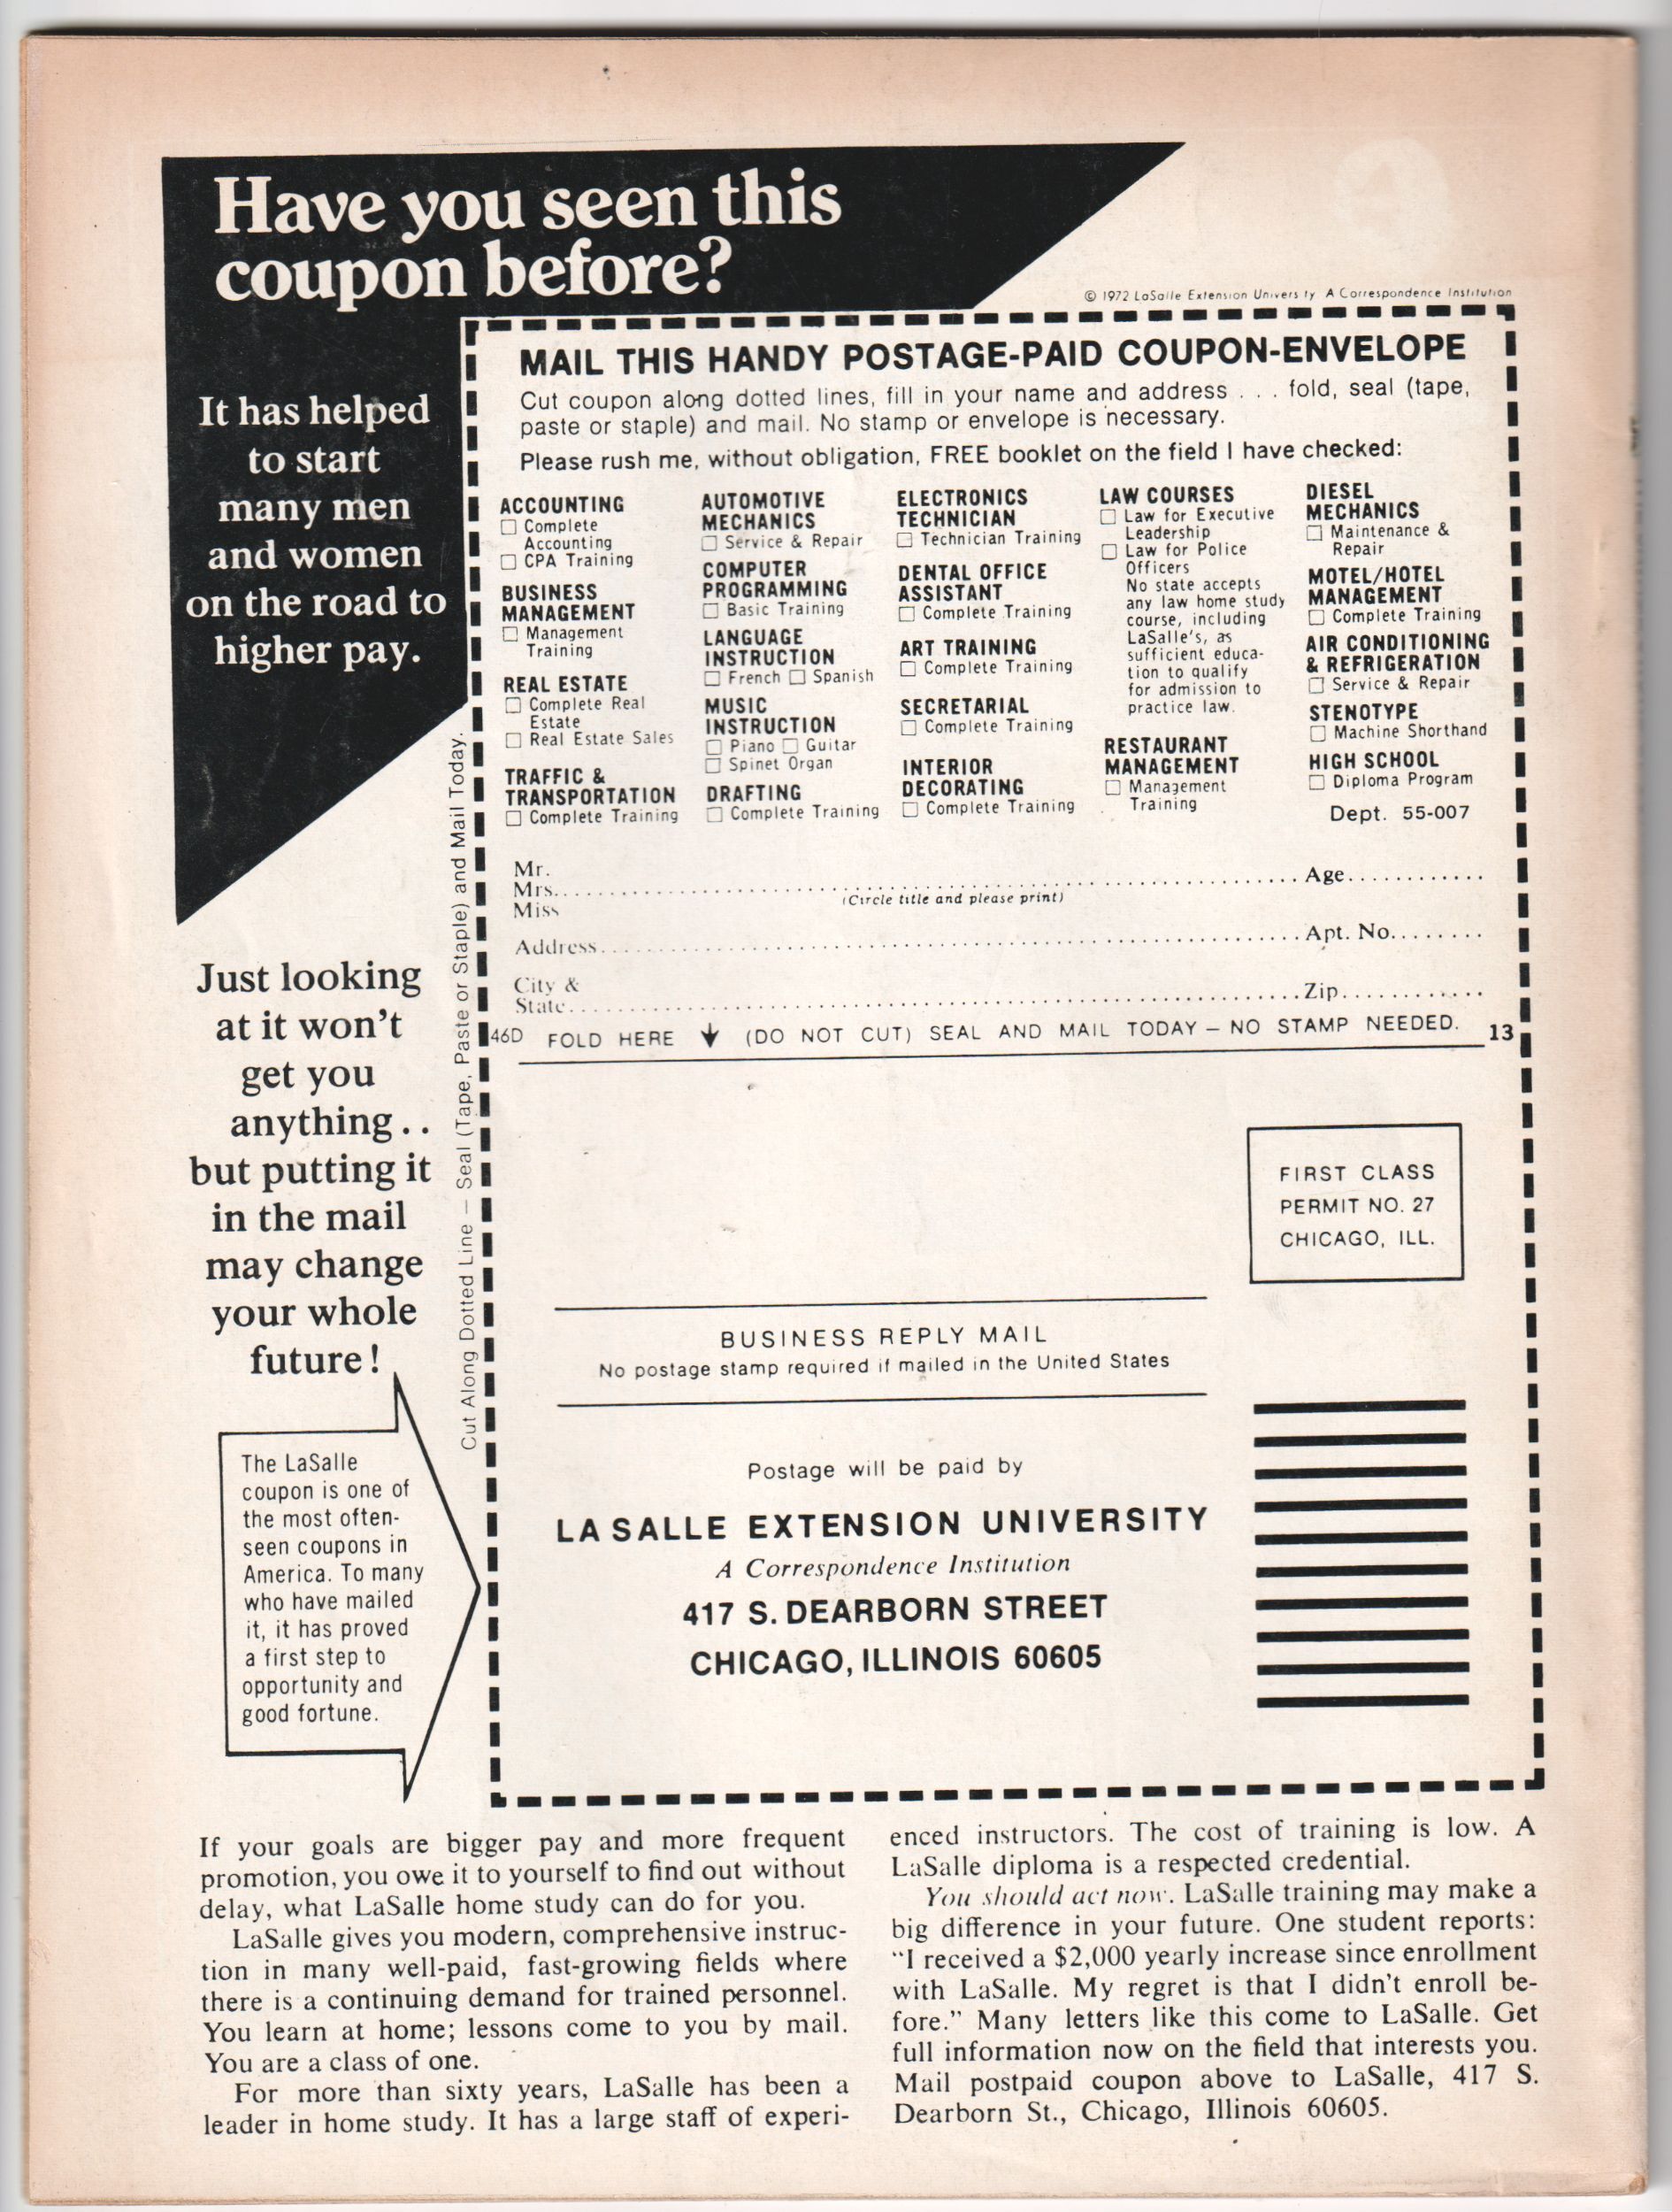 Have you seen this
coupon before?
© 1972 LaSalle Extension University A Correspondence Institution
It has helped
to start
many men
and women
on the road to
higher pay.
Just looking
at it won't
get you
anything . .
but putting it
in the mail
may change
your whole
future!
The LaSalle
coupon is one of
the most often-
seen coupons in
America. To many
who have mailed
it, it has proved
a first step to
opportunity and
good fortune.
Cut Along Dotted Line – Seal (Tape, Paste or Staple) and Mail Today.
MAIL THIS HANDY POSTAGE-PAID COUPON-ENVELOPE
Cut coupon along dotted lines, fill in your name and address . . . fold, seal (tape,
paste or staple) and mail. No stamp or envelope is necessary.
Please rush me, without obligation, FREE booklet on the field I have checked:
ACCOUNTING
☐ Complete
Accounting
☐ CPA Training
BUSINESS
MANAGEMENT
☐ Management
Training
REAL ESTATE
☐ Complete Real
Estate
☐ Real Estate Sales
TRAFFIC &
TRANSPORTATION
☐ Complete Training
AUTOMOTIVE
MECHANICS
☐ Service & Repair
COMPUTER
PROGRAMMING
☐ Basic Training
LANGUAGE
INSTRUCTION
☐ French ☐ Spanish
MUSIC
INSTRUCTION
☐ Piano ☐ Guitar
☐ Spinet Organ
DRAFTING
☐ Complete Training
ELECTRONICS
TECHNICIAN
☐ Technician Training
DENTAL OFFICE
ASSISTANT
☐ Complete Training
ART TRAINING
☐ Complete Training
SECRETARIAL
☐ Complete Training
INTERIOR
DECORATING
☐ Complete Training
LAW COURSES
☐ Law for Executive
Leadership
☐ Law for Police
Officers
No state accepts
any law home study
course, including
LaSalle's, as
sufficient educa-
tion to qualify
for admission to
practice law.
RESTAURANT
MANAGEMENT
☐ Management
Training
DIESEL
MECHANICS
☐ Maintenance &
Repair
MOTEL/HOTEL
MANAGEMENT
☐ Complete Training
AIR CONDITIONING
& REFRIGERATION
☐ Service & Repair
STENOTYPE
☐ Machine Shorthand
HIGH SCHOOL
☐ Diploma Program
Dept. 55-007
Mr.
Mrs. Age
Miss
(Circle title and please print)
Address Apt. No.
City &
State Zip
46D FOLD HERE ↓ (DO NOT CUT) SEAL AND MAIL TODAY – NO STAMP NEEDED. 13
FIRST CLASS
PERMIT NO. 27
CHICAGO, ILL.
BUSINESS REPLY MAIL
No postage stamp required if mailed in the United States
Postage will be paid by
LA SALLE EXTENSION UNIVERSITY
A Correspondence Institution
417 S. DEARBORN STREET
CHICAGO, ILLINOIS 60605
If your goals are bigger pay and more frequent
promotion, you owe it to yourself to find out without
delay, what LaSalle home study can do for you.
LaSalle gives you modern, comprehensive instruc-
tion in many well-paid, fast-growing fields where
there is a continuing demand for trained personnel.
You learn at home; lessons come to you by mail.
You are a class of one.
For more than sixty years, LaSalle has been a
leader in home study. It has a large staff of experi-
enced instructors. The cost of training is low. A
LaSalle diploma is a respected credential.
You should act now. LaSalle training may make a
big difference in your future. One student reports:
"I received a $2,000 yearly increase since enrollment
with LaSalle. My regret is that I didn't enroll be-
fore." Many letters like this come to LaSalle. Get
full information now on the field that interests you.
Mail postpaid coupon above to LaSalle, 417 S.
Dearborn St., Chicago, Illinois 60605.